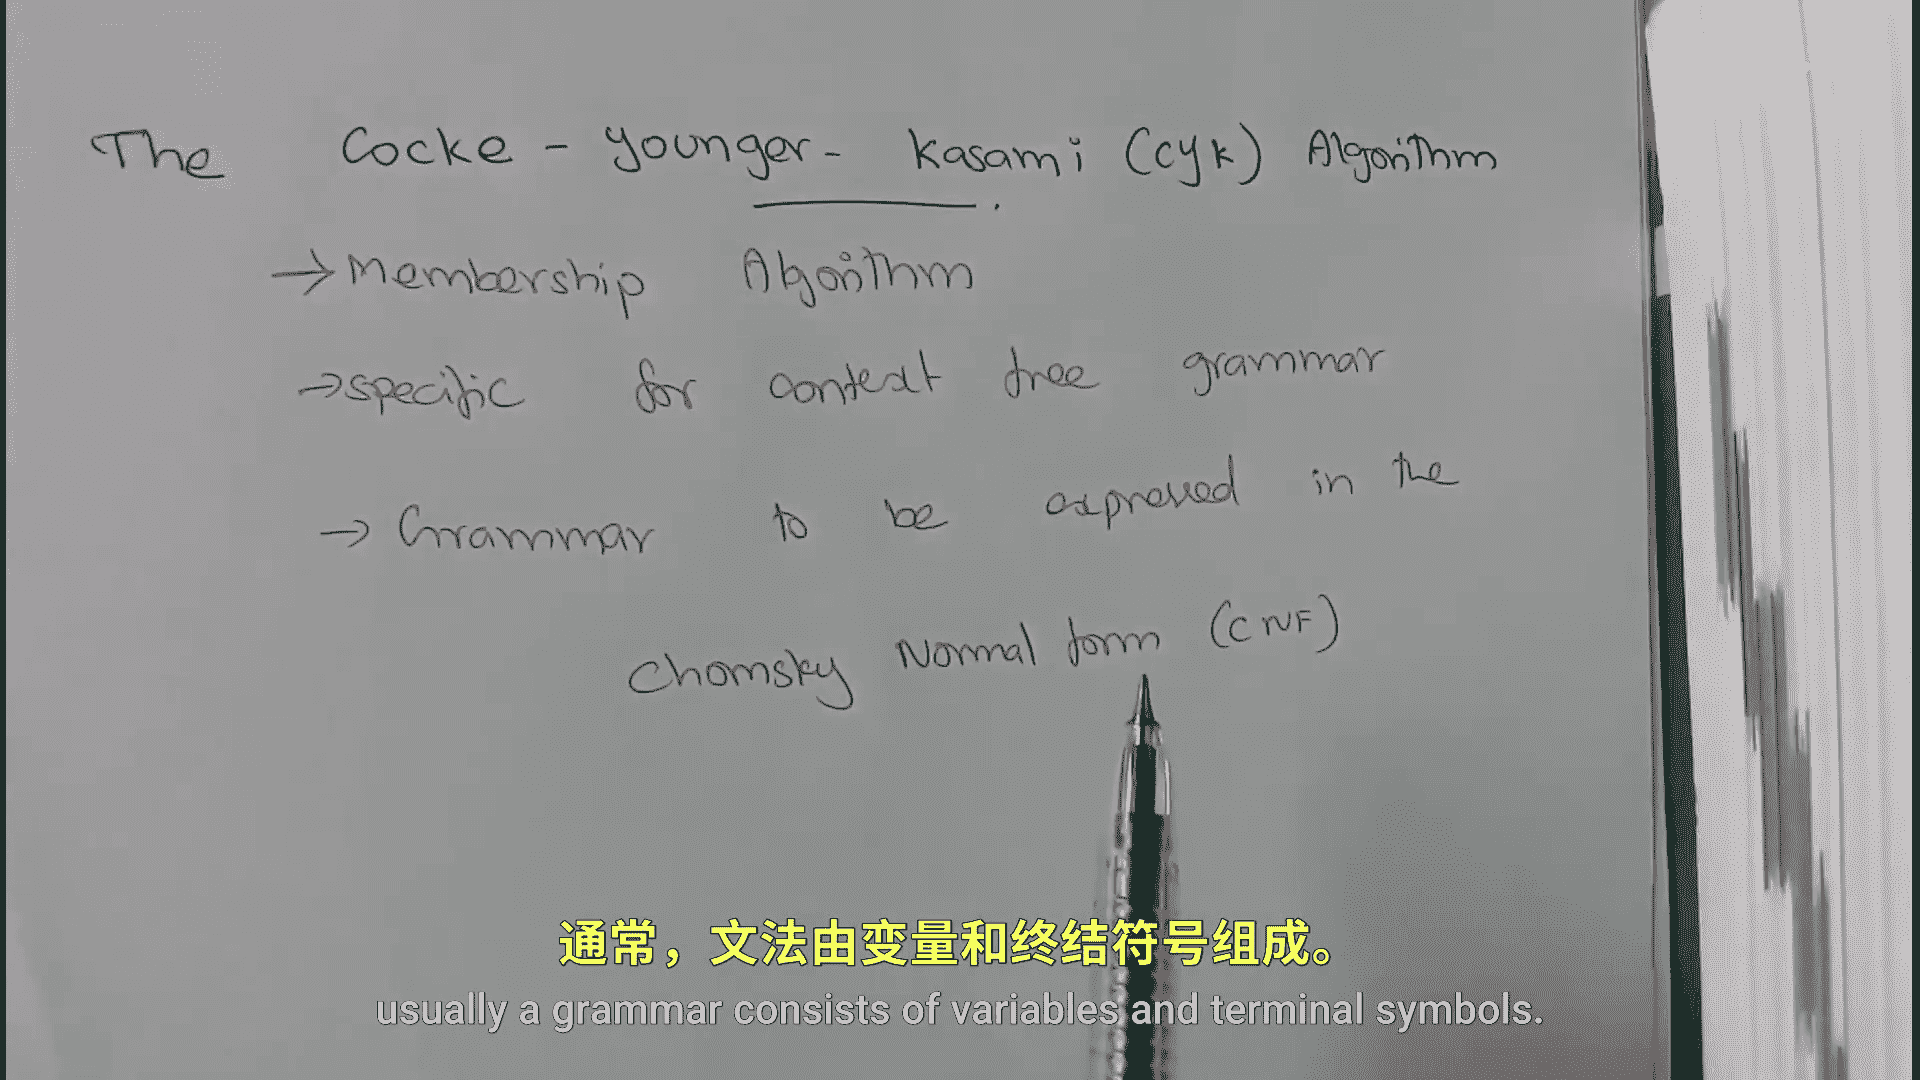 The Cocke - Younger - Kasami (CYK) Algorithm
→ Membership Algorithm
→ specific for context free grammar
→ Grammar to be expressed in the
Chomsky Normal form (CNF)
通常，文法由变量和终结符号组成。
usually a grammar consists of variables and terminal symbols.